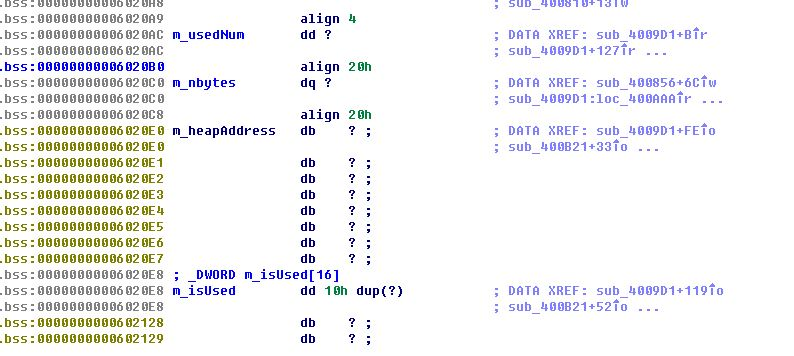 .bss:00000000006020A8 ; sub_400810+13↑w
.bss:00000000006020A9 align 4
.bss:00000000006020AC m_usedNum dd ? ; DATA XREF: sub_4009D1+B↑r
.bss:00000000006020AC ; sub_4009D1+127↑r ...
.bss:00000000006020B0 align 20h
.bss:00000000006020C0 m_nbytes dq ? ; DATA XREF: sub_400856+6C↑w
.bss:00000000006020C0 ; sub_4009D1:loc_400AAA↑r ...
.bss:00000000006020C8 align 20h
.bss:00000000006020E0 m_heapAddress db ? ; ; DATA XREF: sub_4009D1+FE↑o
.bss:00000000006020E0 ; sub_400B21+33↑o ...
.bss:00000000006020E1 db ? ;
.bss:00000000006020E2 db ? ;
.bss:00000000006020E3 db ? ;
.bss:00000000006020E4 db ? ;
.bss:00000000006020E5 db ? ;
.bss:00000000006020E6 db ? ;
.bss:00000000006020E7 db ? ;
.bss:00000000006020E8 ; _DWORD m_isUsed[16]
.bss:00000000006020E8 m_isUsed dd 10h dup(?) ; DATA XREF: sub_4009D1+119↑o
.bss:00000000006020E8 ; sub_400B21+52↑o ...
.bss:0000000000602128 db ? ;
.bss:0000000000602129 db ? ;